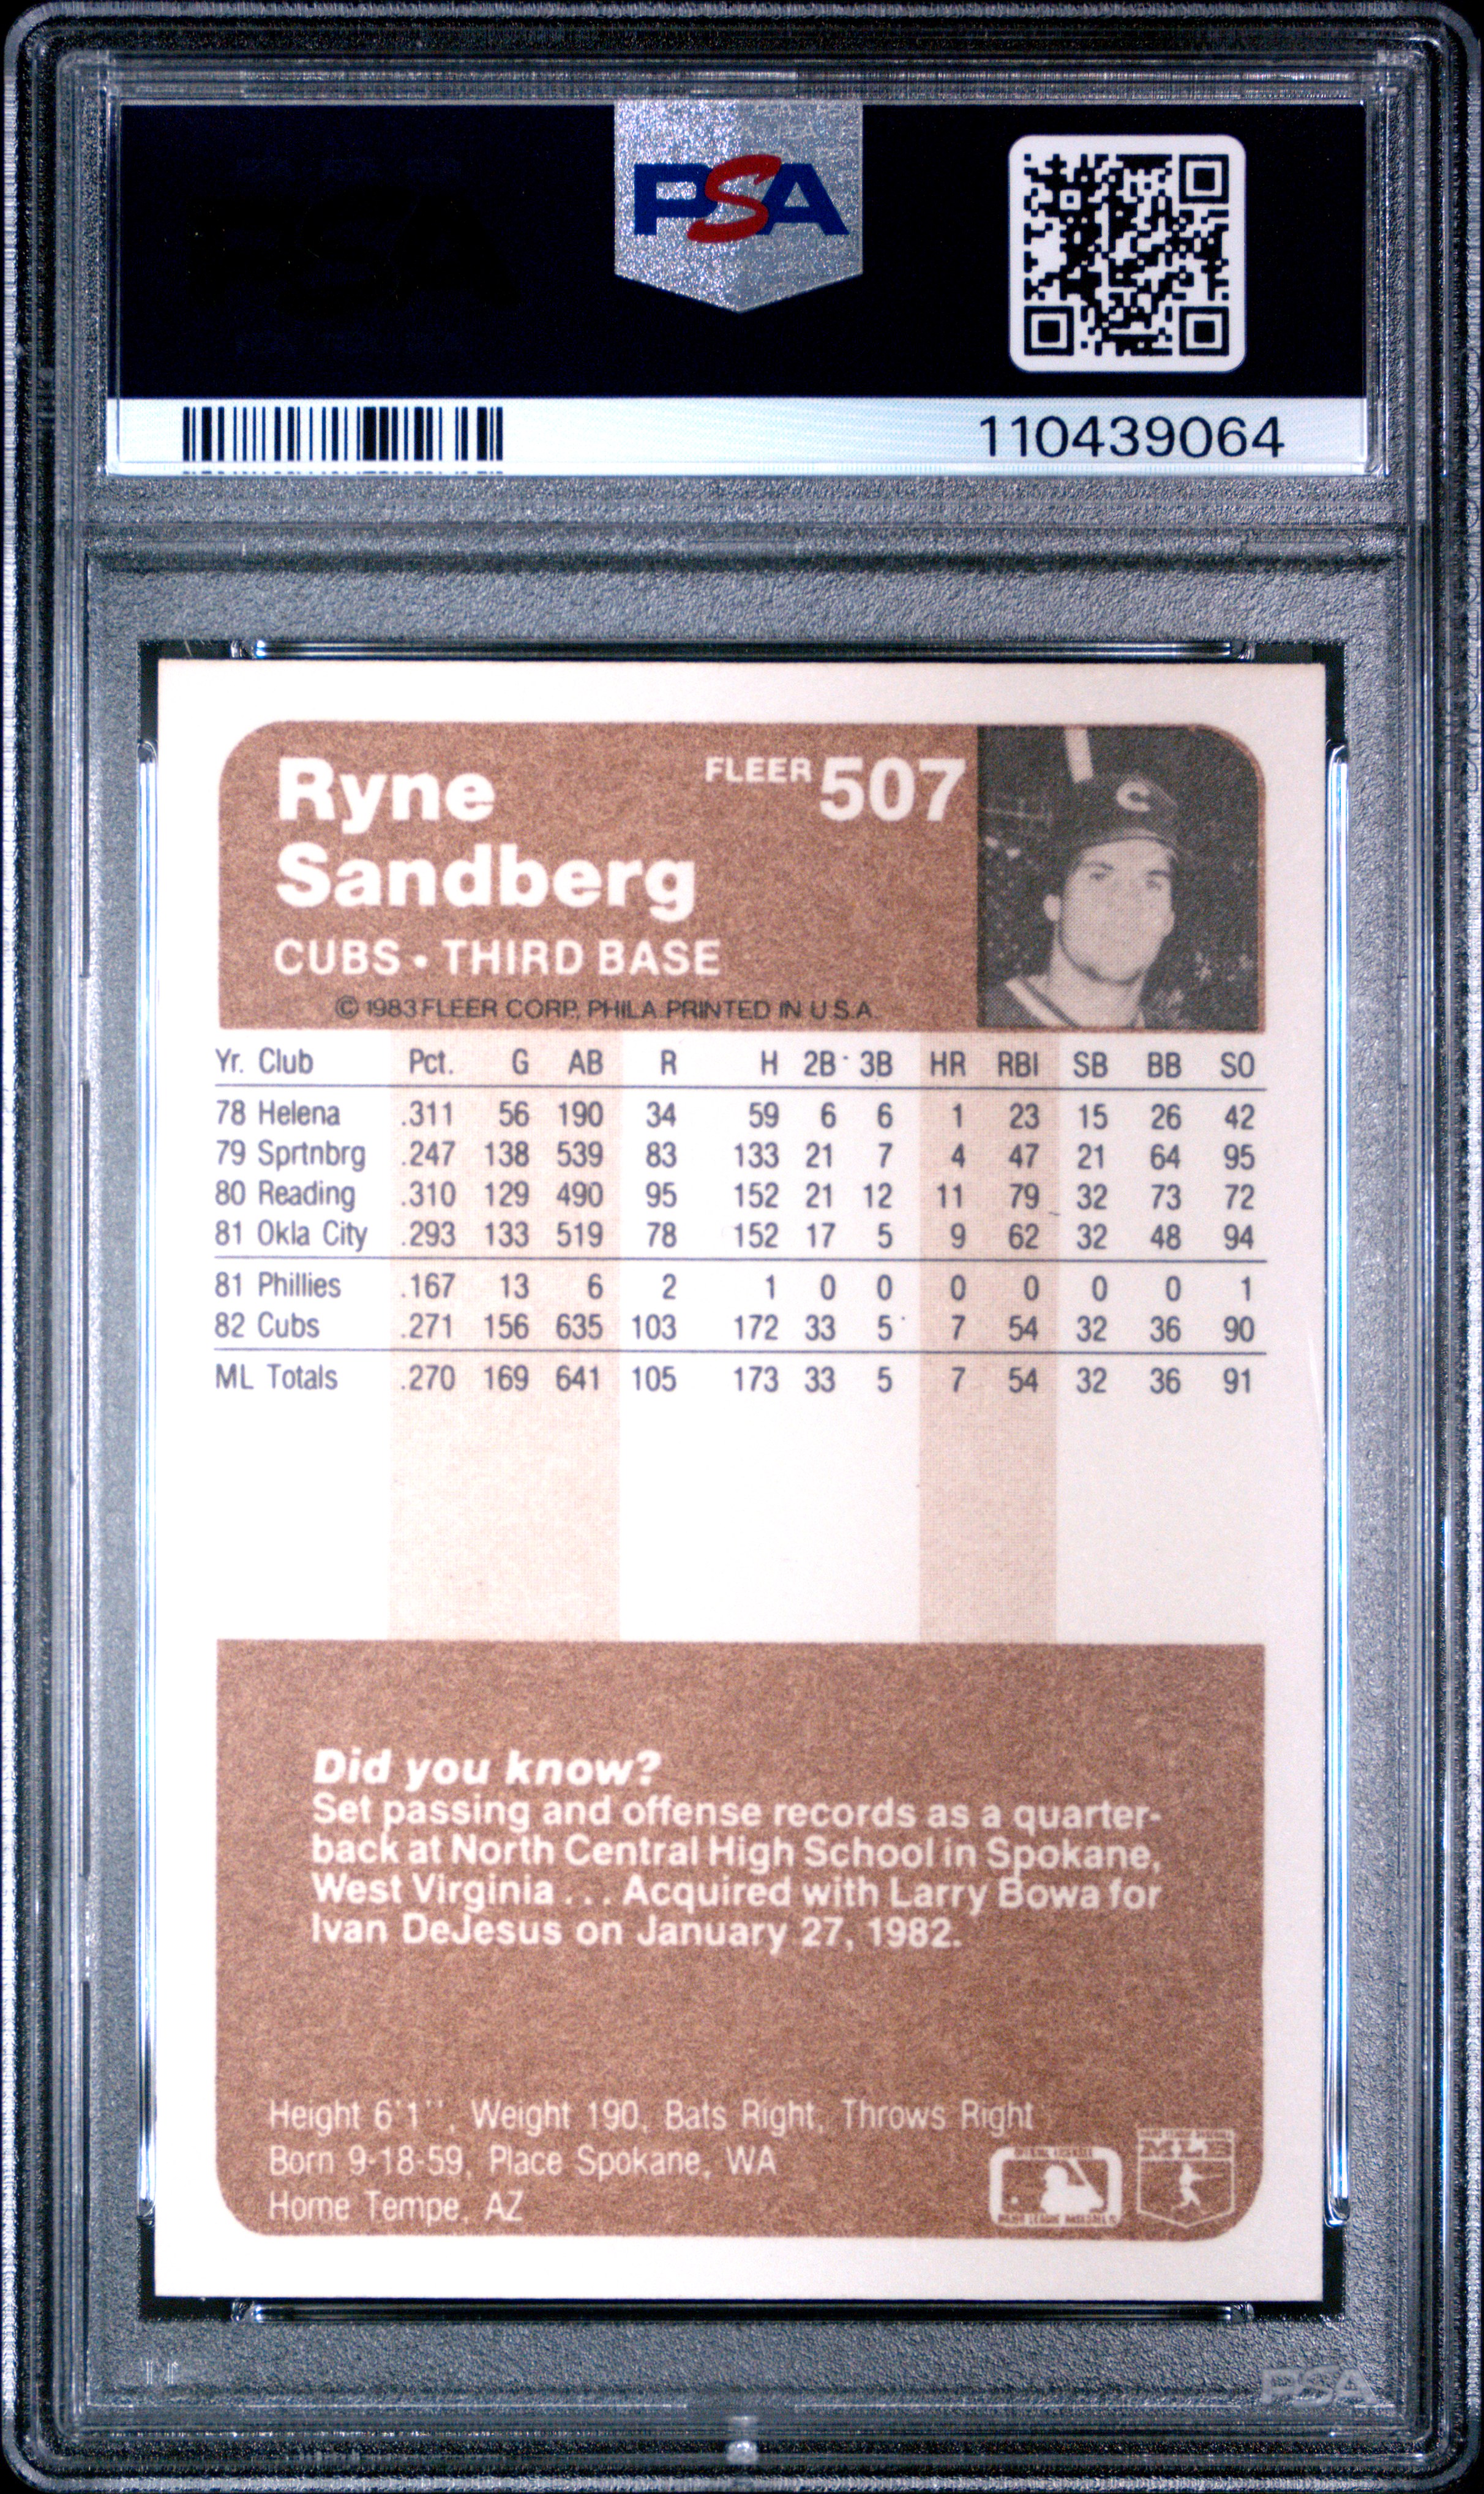 PSA
110439064
Ryne FLEER 507
Sandberg
CUBS • THIRD BASE
© 1983 FLEER CORP., PHILA. PRINTED IN U.S.A.
Yr. Club Pct. G AB R H 2B 3B HR RBI SB BB SO
78 Helena .311 56 190 34 59 6 6 1 23 15 26 42
79 Sprtnbrg .247 138 539 83 133 21 7 4 47 21 64 95
80 Reading .310 129 490 95 152 21 12 11 79 32 73 72
81 Okla City .293 133 519 78 152 17 5 9 62 32 48 94
81 Phillies .167 13 6 2 1 0 0 0 0 0 0 1
82 Cubs .271 156 635 103 172 33 5 7 54 32 36 90
ML Totals .270 169 641 105 173 33 5 7 54 32 36 91
Did you know?
Set passing and offense records as a quarter-
back at North Central High School in Spokane,
West Virginia . . . Acquired with Larry Bowa for
Ivan DeJesus on January 27, 1982.
Height 6'1'', Weight 190, Bats Right, Throws Right
Born 9-18-59, Place Spokane, WA
Home Tempe, AZ
MLB
PSA